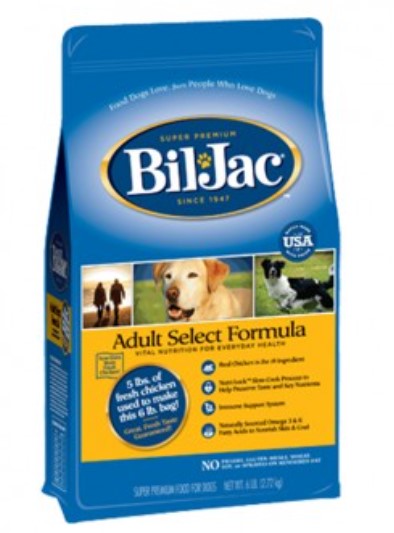 Food Dogs Love, from People Who Love Dogs
SUPER PREMIUM
Bil Jac
SINCE 1947
USA
Bil Jac
Adult Select Formula
VITAL NUTRITION FOR EVERYDAY HEALTH
5 lbs. of
fresh chicken
used to make
this 6 lb. bag!
Great, Fresh Taste
Guaranteed!
Real Chicken is the #1 Ingredient
NutriLock™ Slow-Cook Process to
Help Preserve Taste and Key Nutrients
Immune Support System
Naturally Sourced Omega 3 & 6
Fatty Acids to Nourish Skin & Coat
NO
SUPER PREMIUM FOOD FOR DOGS NET WT. 6 LB. (2.72 kg)